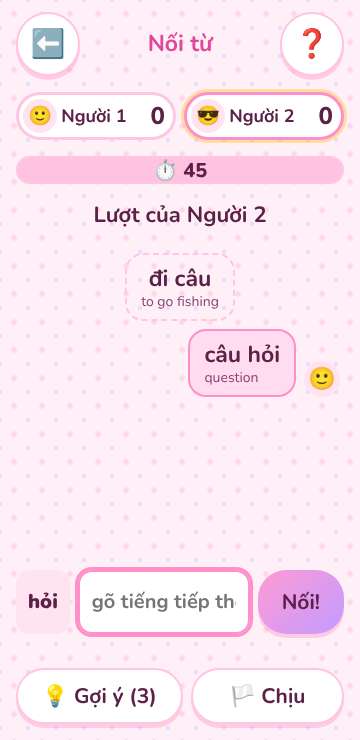 Nối từ
Người 1 0
Người 2 0
45
Lượt của Người 2
đi câu
to go fishing
câu hỏi
question
hỏi
gõ tiếng tiếp th
Nối!
Gợi ý (3)
Chịu